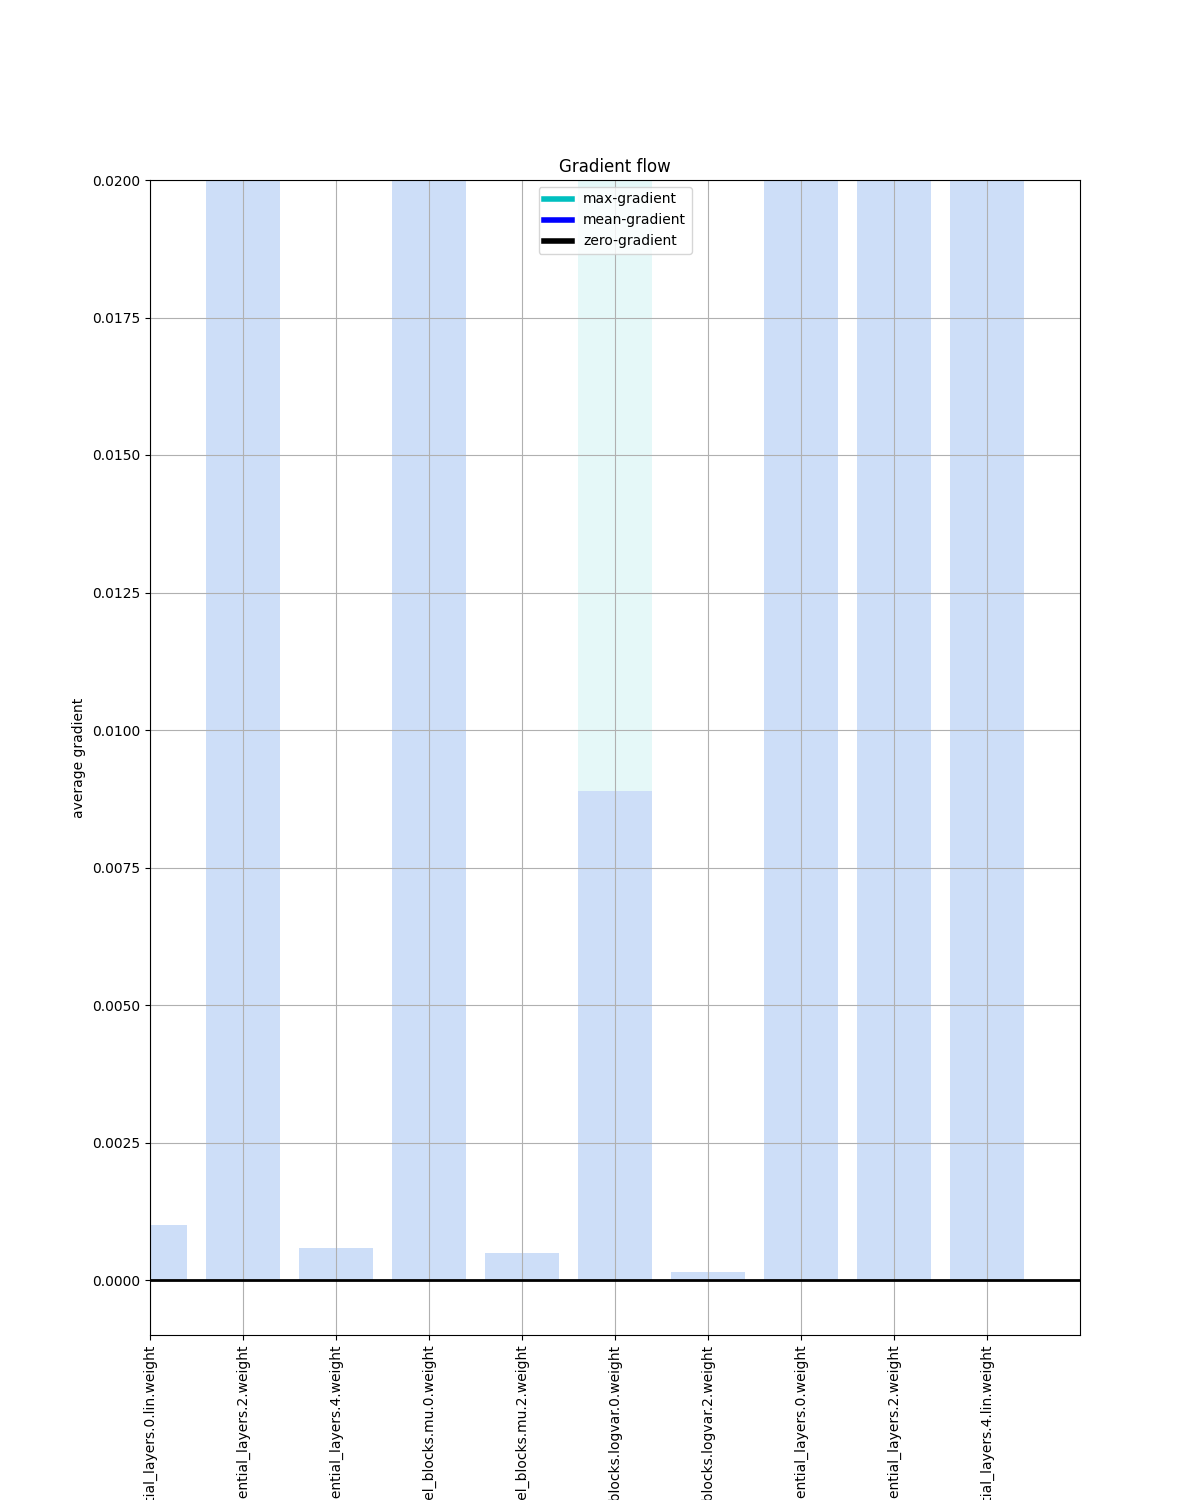 Gradient flow
max-gradient
mean-gradient
zero-gradient
0.0200
0.0175
0.0150
0.0125
0.0100
0.0075
0.0050
0.0025
0.0000
average gradient
tial_layers.0.lin.weight
ential_layers.2.weight
ential_layers.4.weight
el_blocks.mu.0.weight
el_blocks.mu.2.weight
blocks.logvar.0.weight
blocks.logvar.2.weight
ential_layers.0.weight
ential_layers.2.weight
tial_layers.4.lin.weight